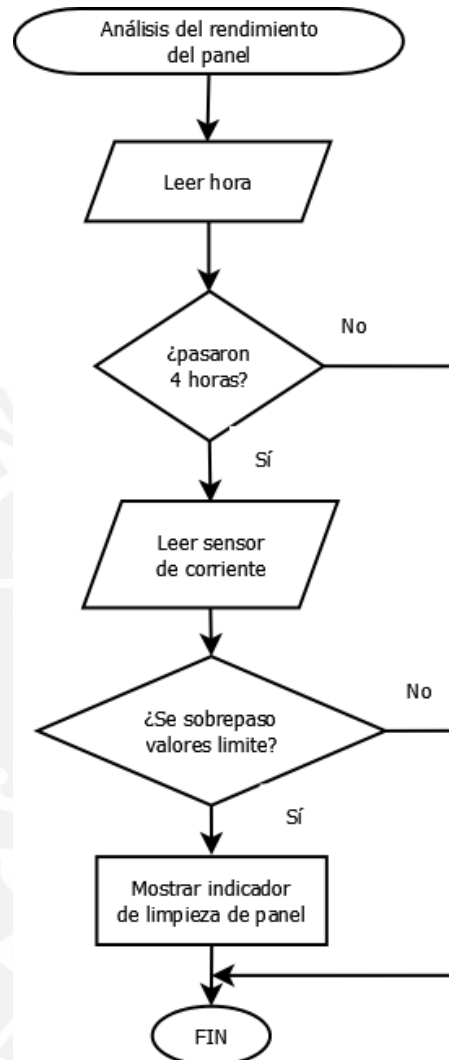 Análisis del rendimiento
del panel
Leer hora
¿pasaron
4 horas?
No
Sí
Leer sensor
de corriente
¿Se sobrepaso
valores limite?
No
Sí
Mostrar indicador
de limpieza de panel
FIN